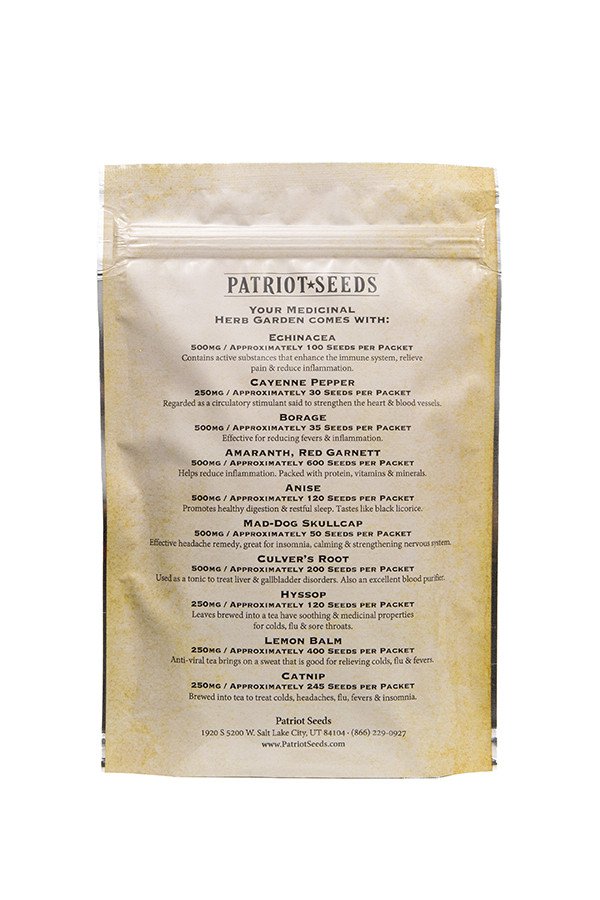 PATRIOT★SEEDS
Your Medicinal
Herb Garden comes with:
Echinacea
500mg / Approximately 100 Seeds per Packet
Contains active substances that enhance the immune system, relieve
pain & reduce inflammation.
Cayenne Pepper
250mg / Approximately 30 Seeds per Packet
Regarded as a circulatory stimulant said to strengthen the heart & blood vessels.
Borage
500mg / Approximately 35 Seeds per Packet
Effective for reducing fevers & inflammation.
Amaranth, Red Garnett
500mg / Approximately 600 Seeds per Packet
Helps reduce inflammation. Packed with protein, vitamins & minerals.
Anise
500mg / Approximately 120 Seeds per Packet
Promotes healthy digestion & restful sleep. Tastes like black licorice.
Mad-Dog Skullcap
500mg / Approximately 50 Seeds per Packet
Effective headache remedy, great for insomnia, calming & strengthening nervous system.
Culver's Root
500mg / Approximately 200 Seeds per Packet
Used as a tonic to treat liver & gallbladder disorders. Also an excellent blood purifier.
Hyssop
250mg / Approximately 120 Seeds per Packet
Leaves brewed into a tea have soothing & medicinal properties
for colds, flu & sore throats.
Lemon Balm
250mg / Approximately 400 Seeds per Packet
Anti-viral tea brings on a sweat that is good for relieving colds, flu & fevers.
Catnip
250mg / Approximately 245 Seeds per Packet
Brewed into tea to treat colds, headaches, flu, fevers & insomnia.
Patriot Seeds
1920 S 5200 W. Salt Lake City, UT 84104 · (866) 229-0927
www.PatriotSeeds.com